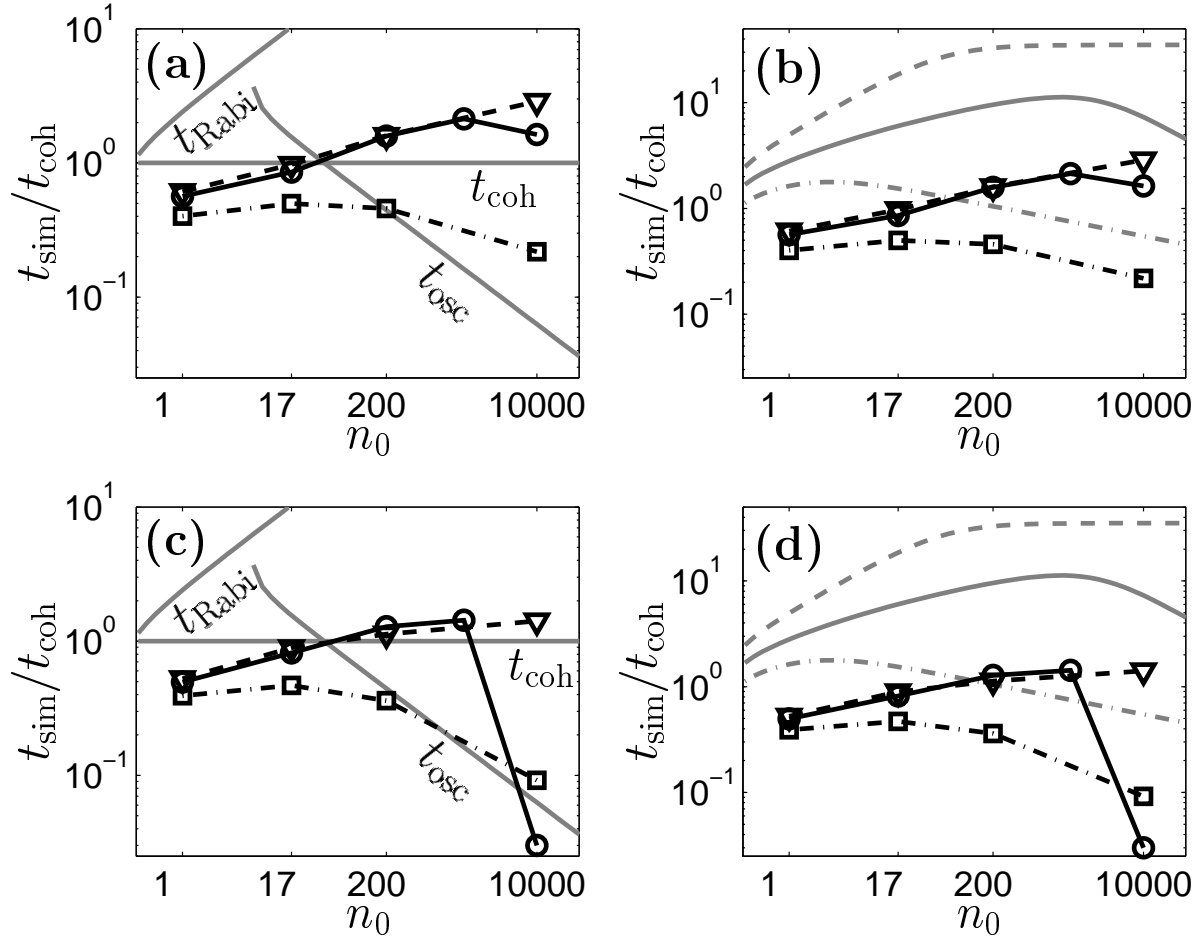 (a)
10^1
10^0
10^-1
t_sim/t_coh
t_Rabi
t_coh
t_osc
1 17 200 10000
n_0
(b)
10^1
10^0
10^-1
t_sim/t_coh
1 17 200 10000
n_0
(c)
10^1
10^0
10^-1
t_sim/t_coh
t_Rabi
t_coh
t_osc
1 17 200 10000
n_0
(d)
10^1
10^0
10^-1
t_sim/t_coh
1 17 200 10000
n_0